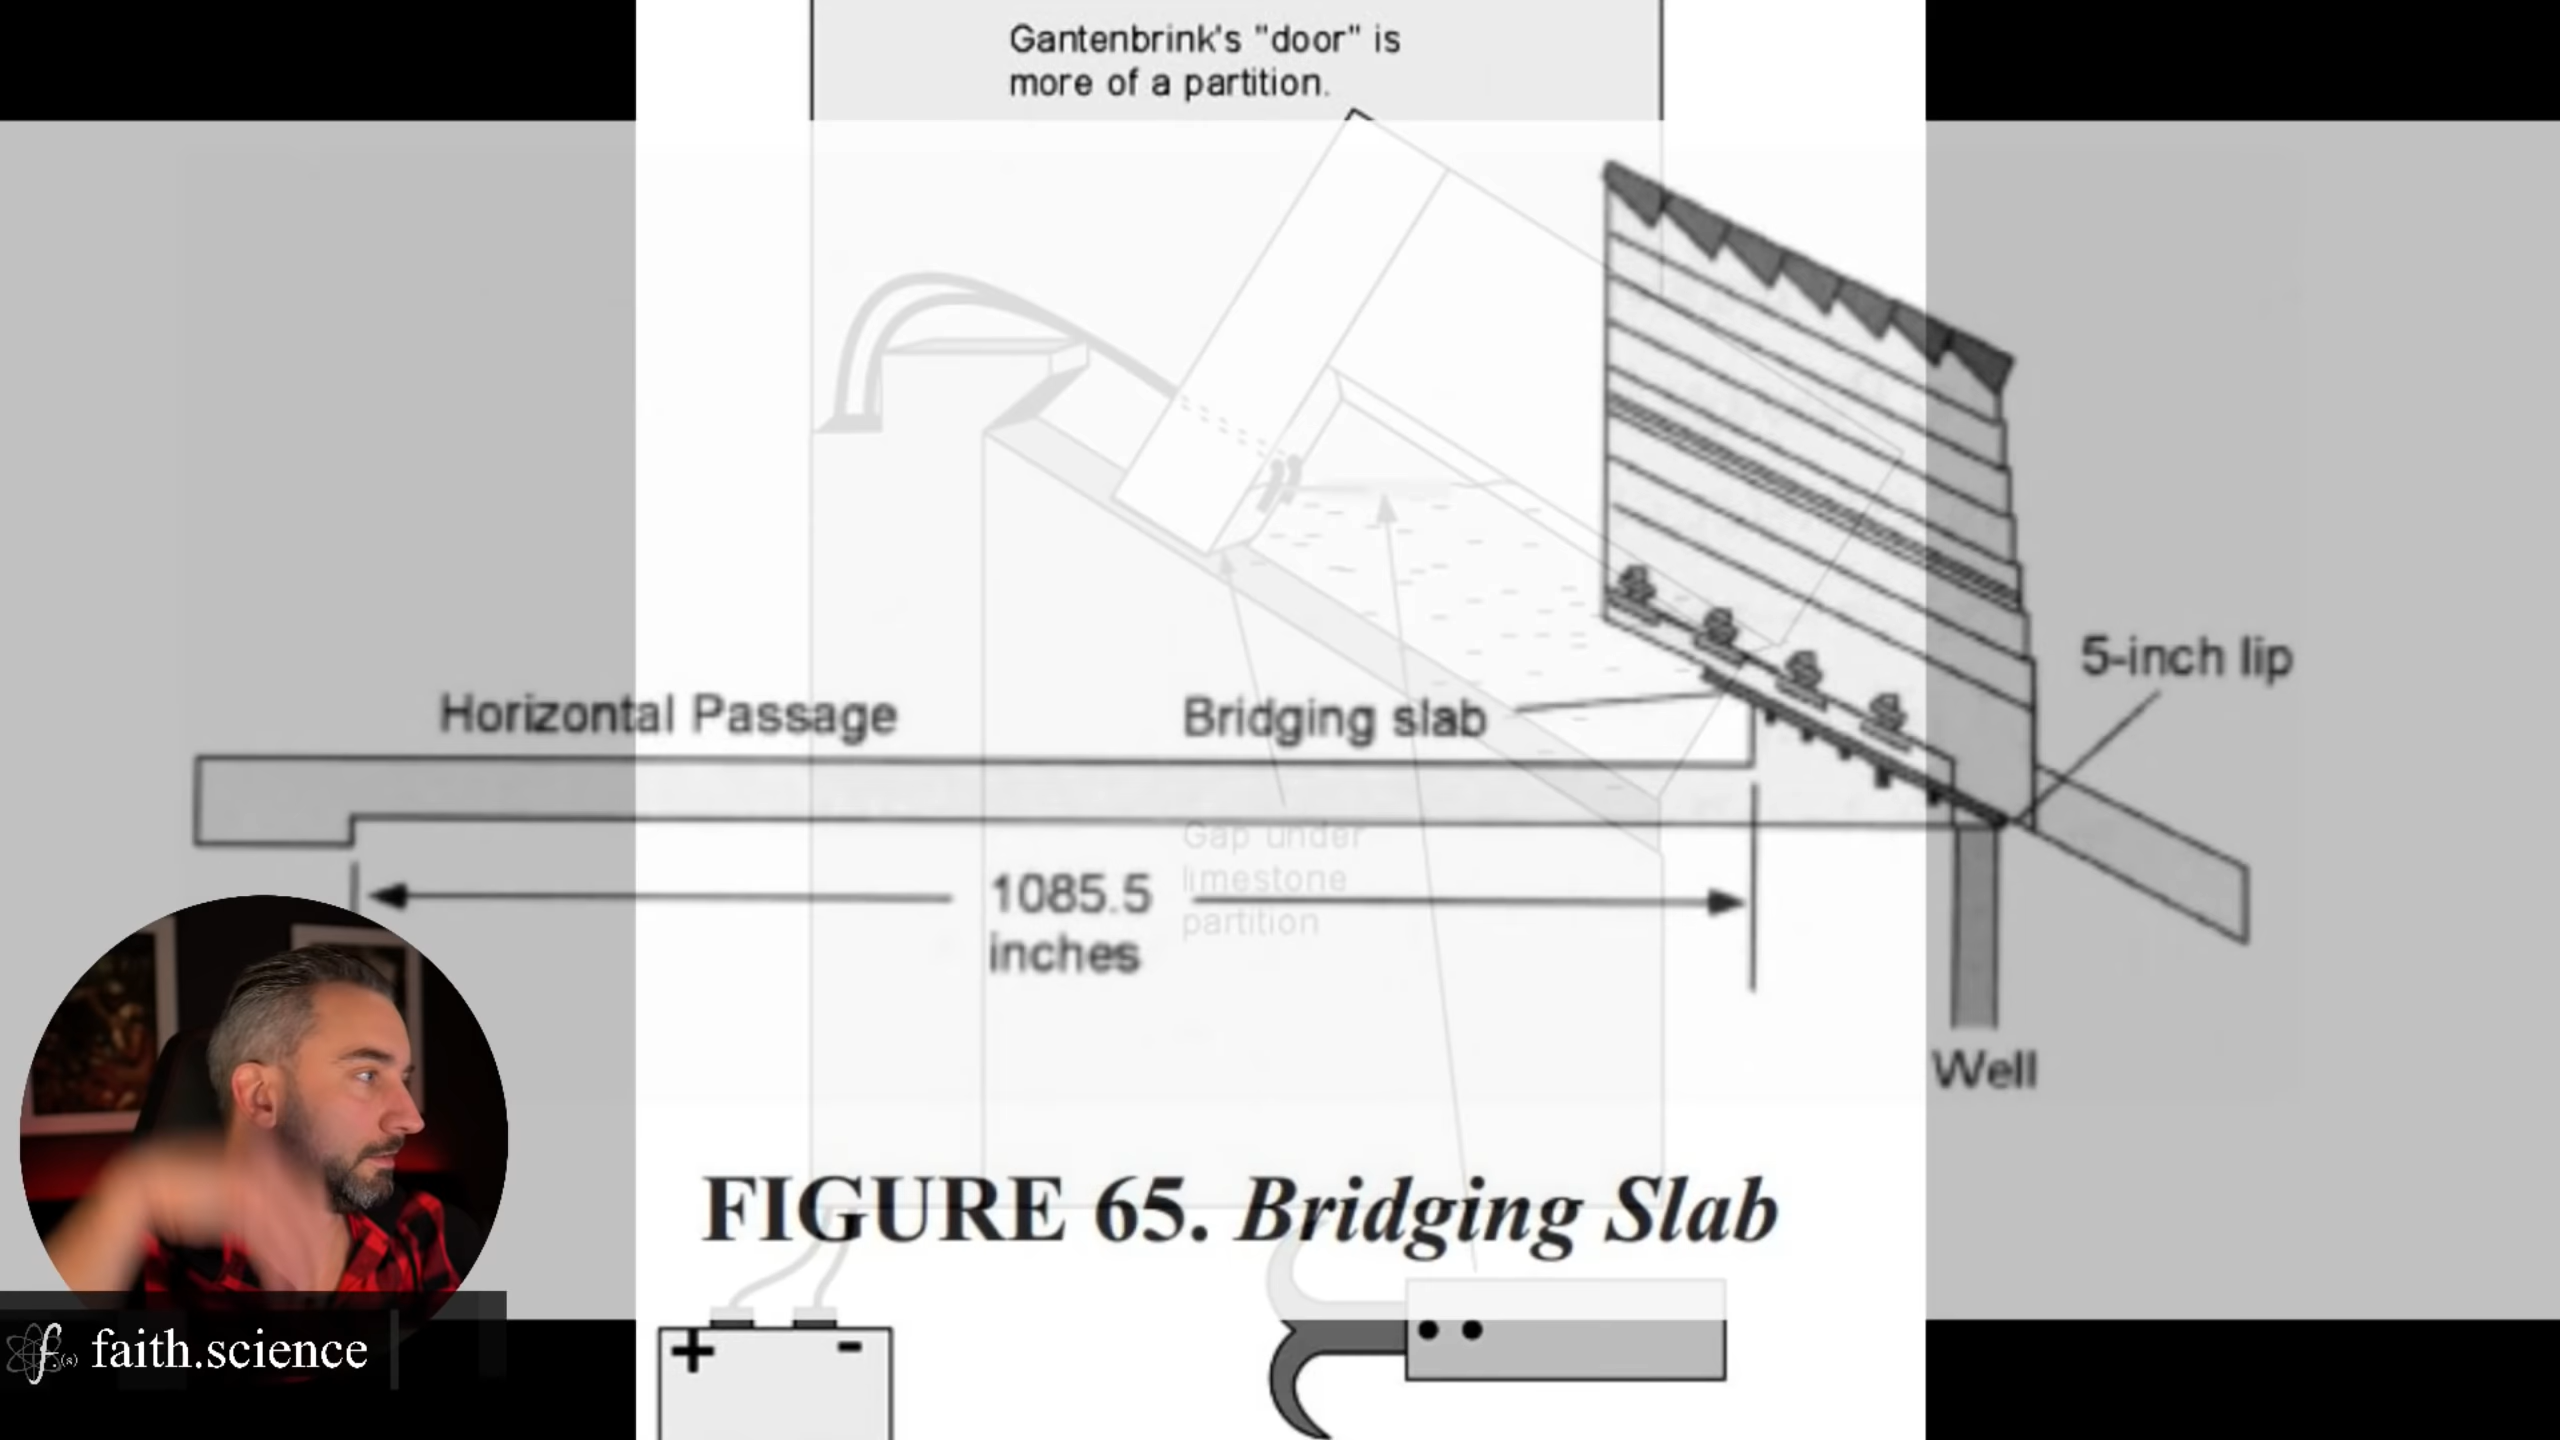 Gantenbrink's "door" is
more of a partition.
5-inch lip
Horizontal Passage
Bridging slab
Gap under
limestone
partition
1085.5
inches
Well
FIGURE 65. Bridging Slab
+ -
f(s) faith.science